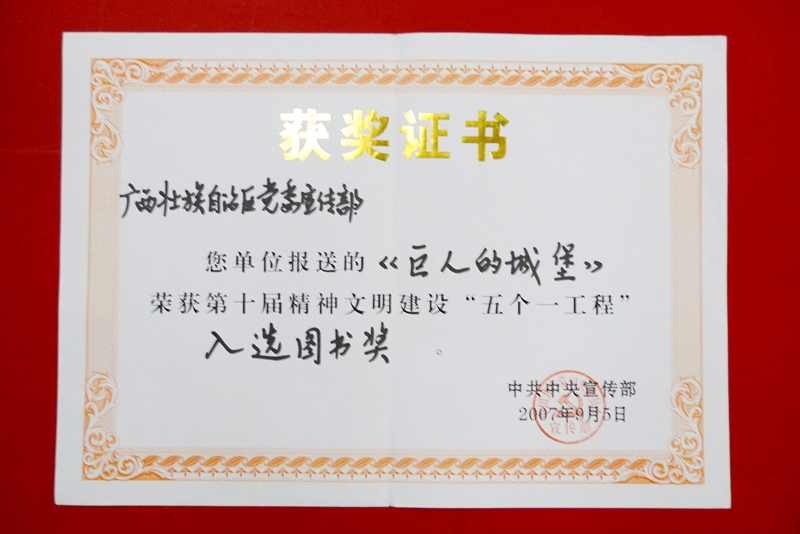 获奖证书
广西壮族自治区党委宣传部
您单位报送的《巨人的城堡》
荣获第十届精神文明建设“五个一工程”
入选图书奖。
中共中央宣传部
2007年9月5日
宣传部